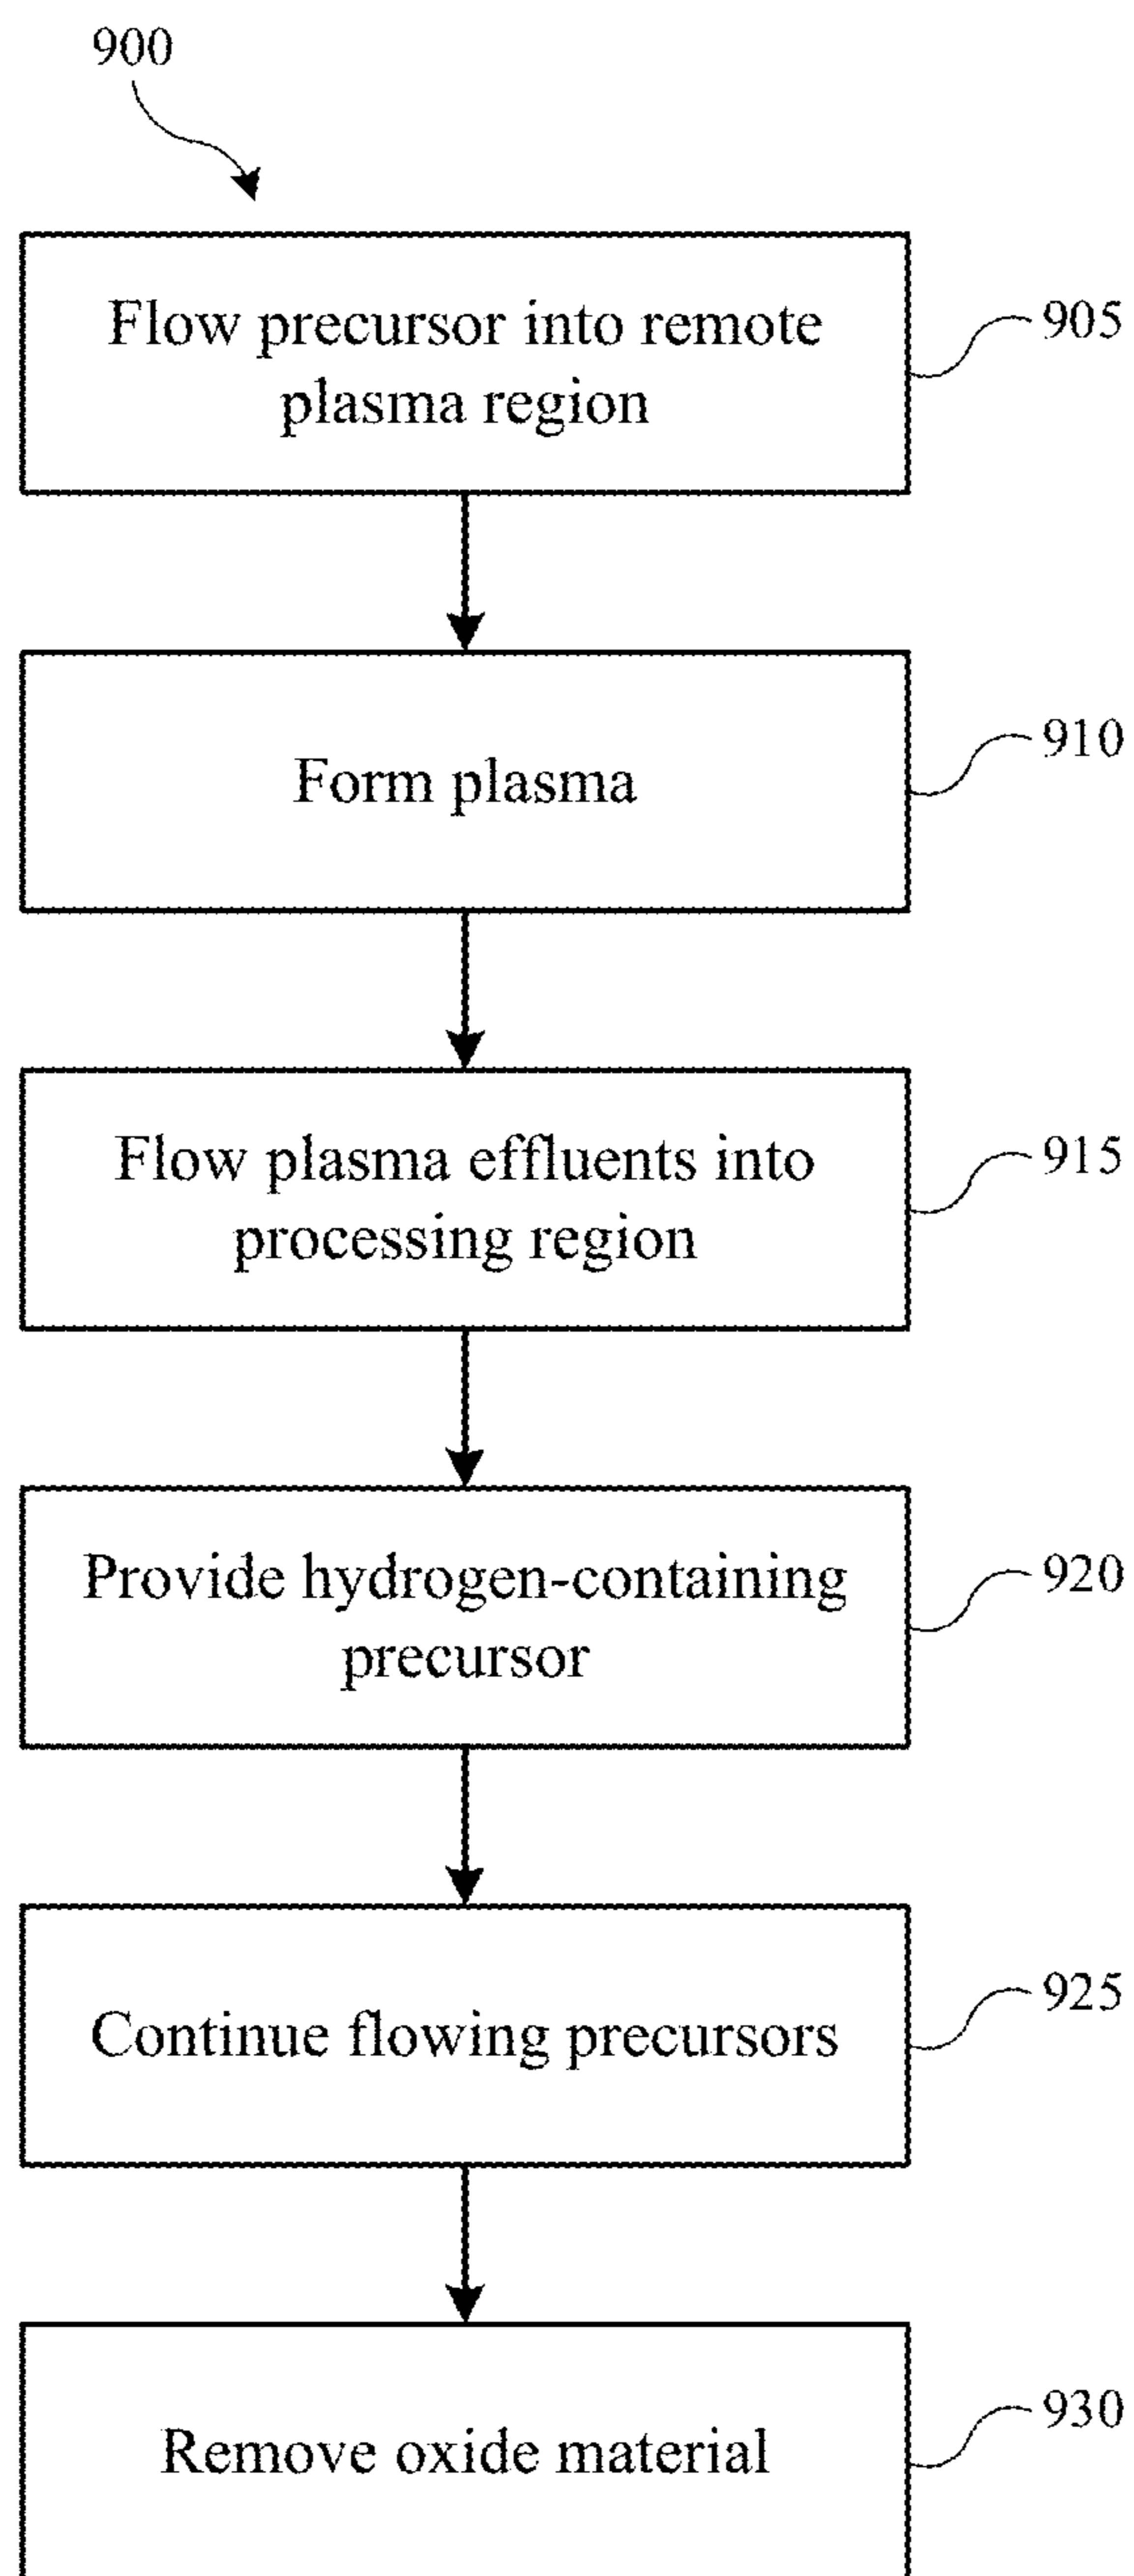 900
Flow precursor into remote
plasma region
905
Form plasma
910
Flow plasma effluents into
processing region
915
Provide hydrogen-containing
precursor
920
Continue flowing precursors
925
Remove oxide material
930